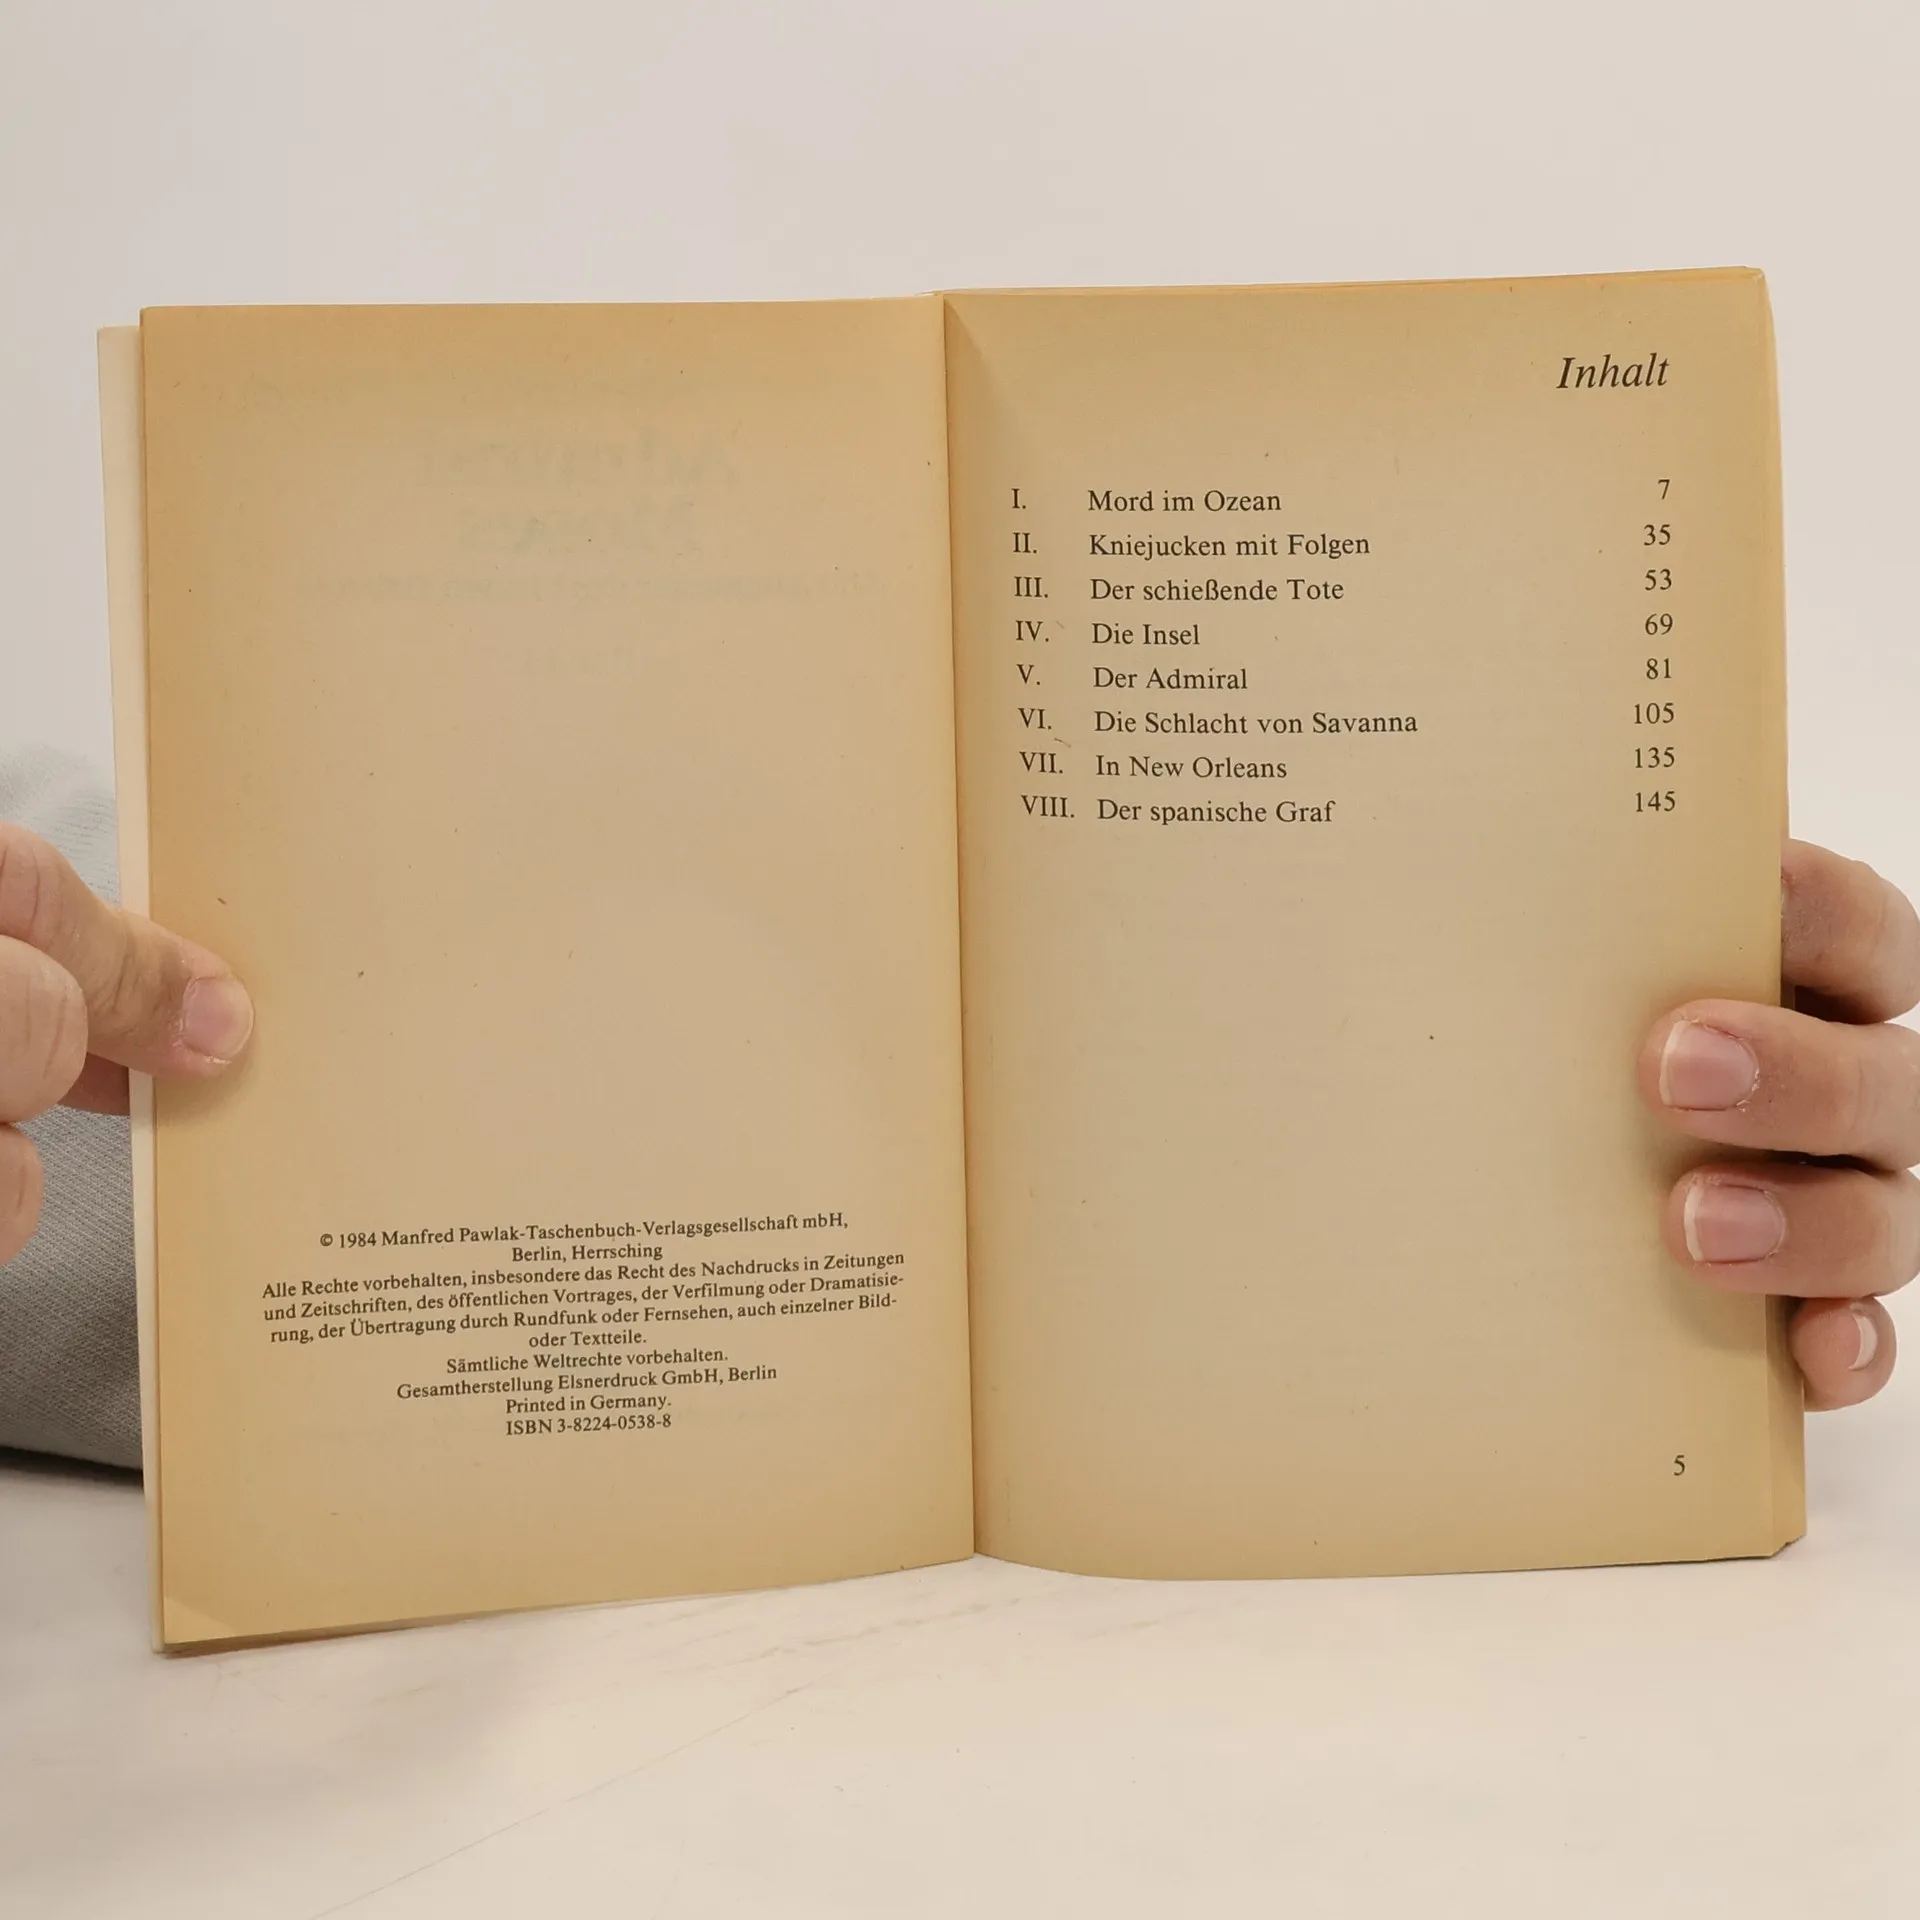 © 1984 Manfred Pawlak-Taschenbuch-Verlagsgesellschaft mbH,
Berlin, Herrsching
Alle Rechte vorbehalten, insbesondere das Recht des Nachdrucks in Zeitungen
und Zeitschriften, des öffentlichen Vortrages, der Verfilmung oder Dramatisie-
rung, der Übertragung durch Rundfunk oder Fernsehen, auch einzelner Bild-
oder Textteile.
Sämtliche Weltrechte vorbehalten.
Gesamtherstellung Elsnerdruck GmbH, Berlin
Printed in Germany.
ISBN 3-8224-0538-8
Inhalt
I. Mord im Ozean 7
II. Kniejucken mit Folgen 35
III. Der schießende Tote 53
IV. Die Insel 69
V. Der Admiral 81
VI. Die Schlacht von Savanna 105
VII. In New Orleans 135
VIII. Der spanische Graf 145
5